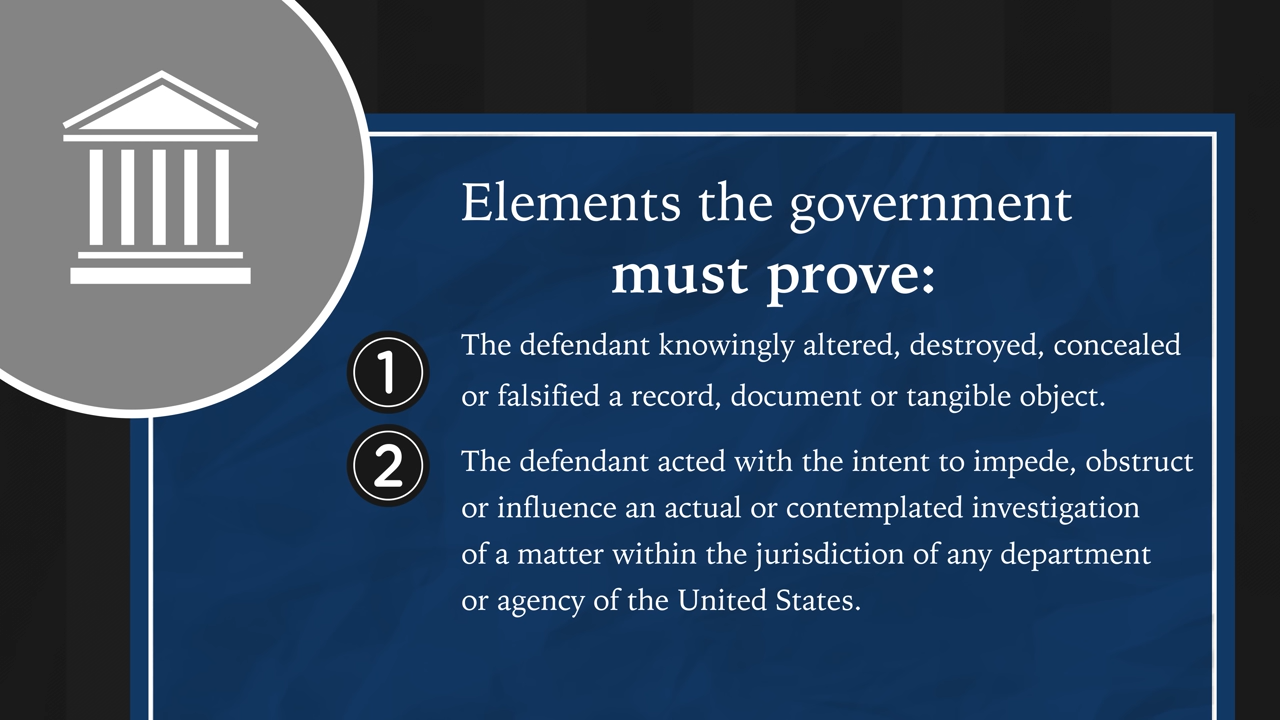 Elements the government
must prove:
1
The defendant knowingly altered, destroyed, concealed
or falsified a record, document or tangible object.
2
The defendant acted with the intent to impede, obstruct
or influence an actual or contemplated investigation
of a matter within the jurisdiction of any department
or agency of the United States.